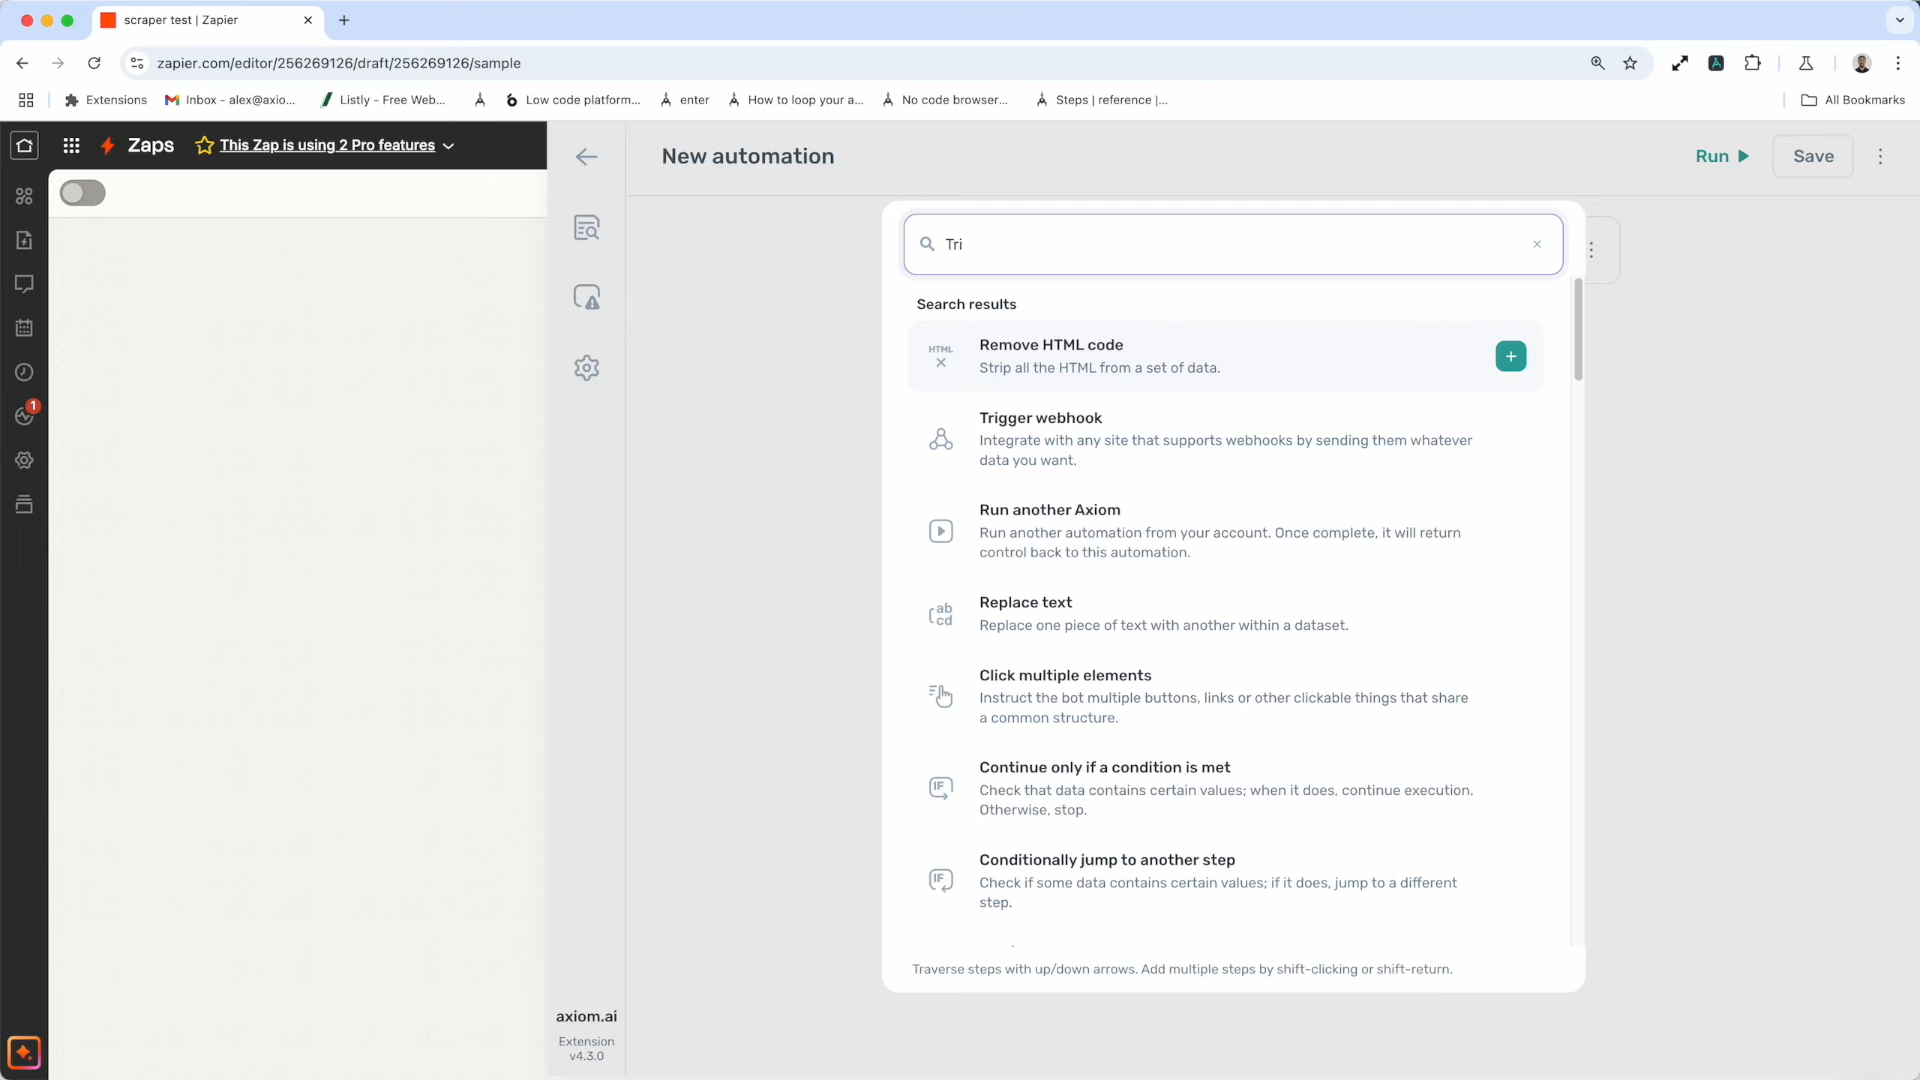 scraper test | Zapier
zapier.com/editor/256269126/draft/256269126/sample
Extensions
Inbox - alex@axio...
Listly - Free Web...
Low code platform...
enter
How to loop your a...
No code browser...
Steps | reference |...
All Bookmarks
Zaps
This Zap is using 2 Pro features
New automation
Run
Save
1
Tri
Search results
HTML
Remove HTML code
Strip all the HTML from a set of data.
Trigger webhook
Integrate with any site that supports webhooks by sending them whatever
data you want.
Run another Axiom
Run another automation from your account. Once complete, it will return
control back to this automation.
ab
cd
Replace text
Replace one piece of text with another within a dataset.
Click multiple elements
Instruct the bot multiple buttons, links or other clickable things that share
a common structure.
IF
Continue only if a condition is met
Check that data contains certain values; when it does, continue execution.
Otherwise, stop.
IF
Conditionally jump to another step
Check if some data contains certain values; if it does, jump to a different
step.
Traverse steps with up/down arrows. Add multiple steps by shift-clicking or shift-return.
axiom.ai
Extension
v4.3.0